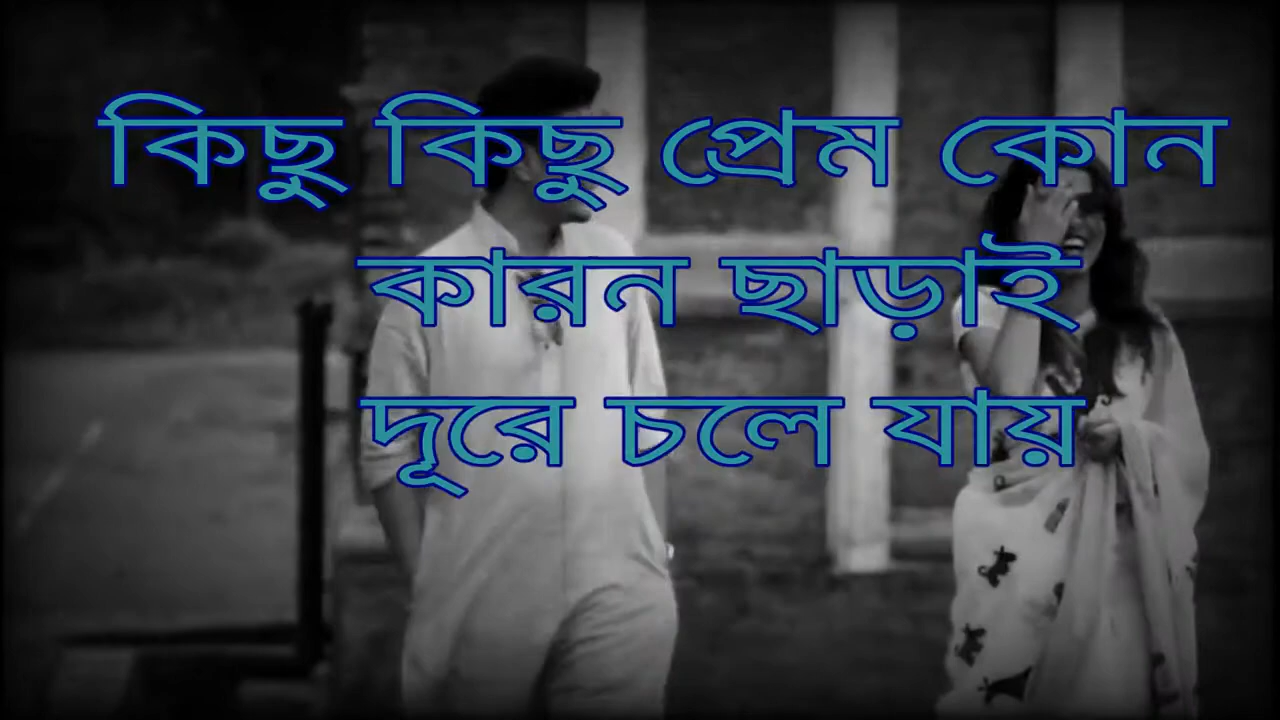 কিছু কিছু প্রেম কোন
কারন ছাড়াই
দূরে চলে যায়